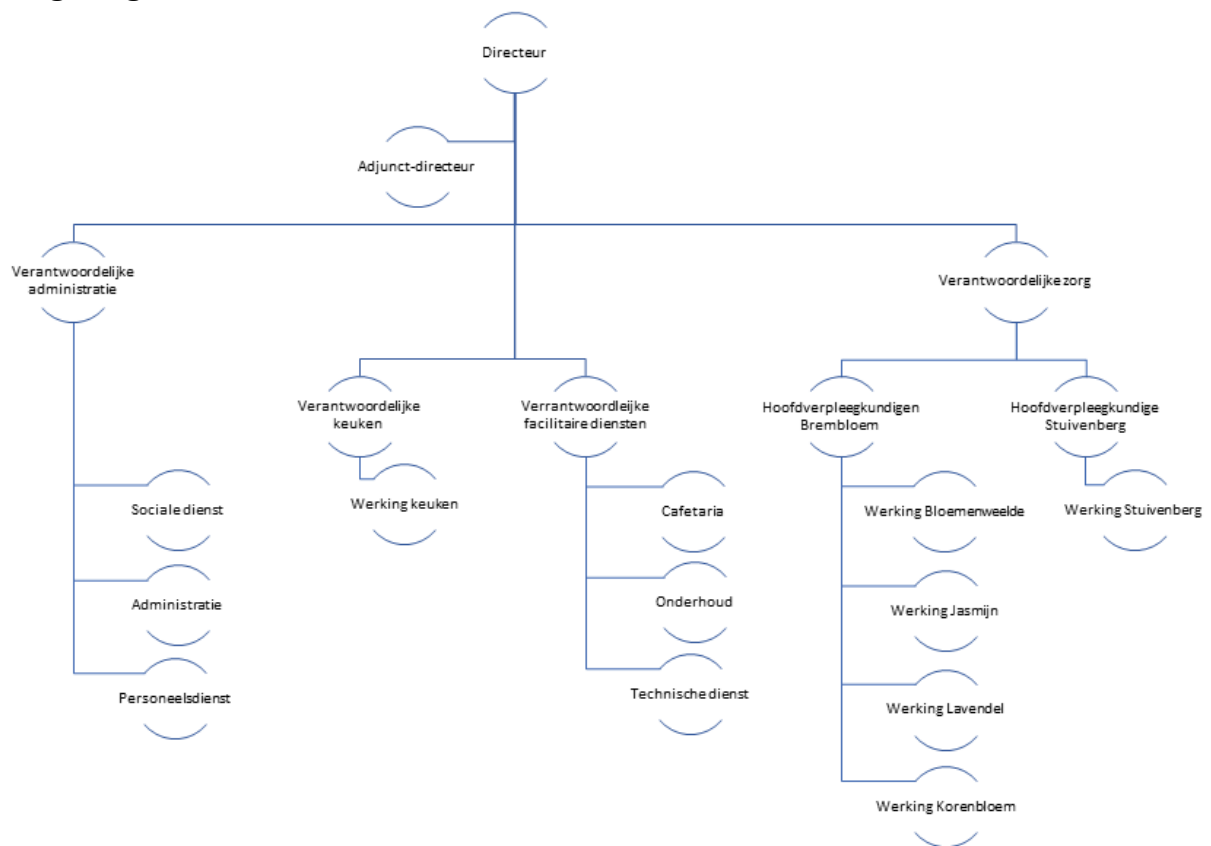 Directeur
Adjunct-directeur
Verantwoordelijke
administratie
Verantwoordelijke zorg
Verantwoordelijke
keuken
Verrantwoordleijke
facilitaire diensten
Hoofdverpleegkundigen
Brembloem
Hoofdverpleegkundige
Stuivenberg
Sociale dienst
Werking keuken
Cafetaria
Werking Bloemenweelde
Werking Stuivenberg
Administratie
Onderhoud
Werking Jasmijn
Personeelsdienst
Technische dienst
Werking Lavendel
Werking Korenbloem